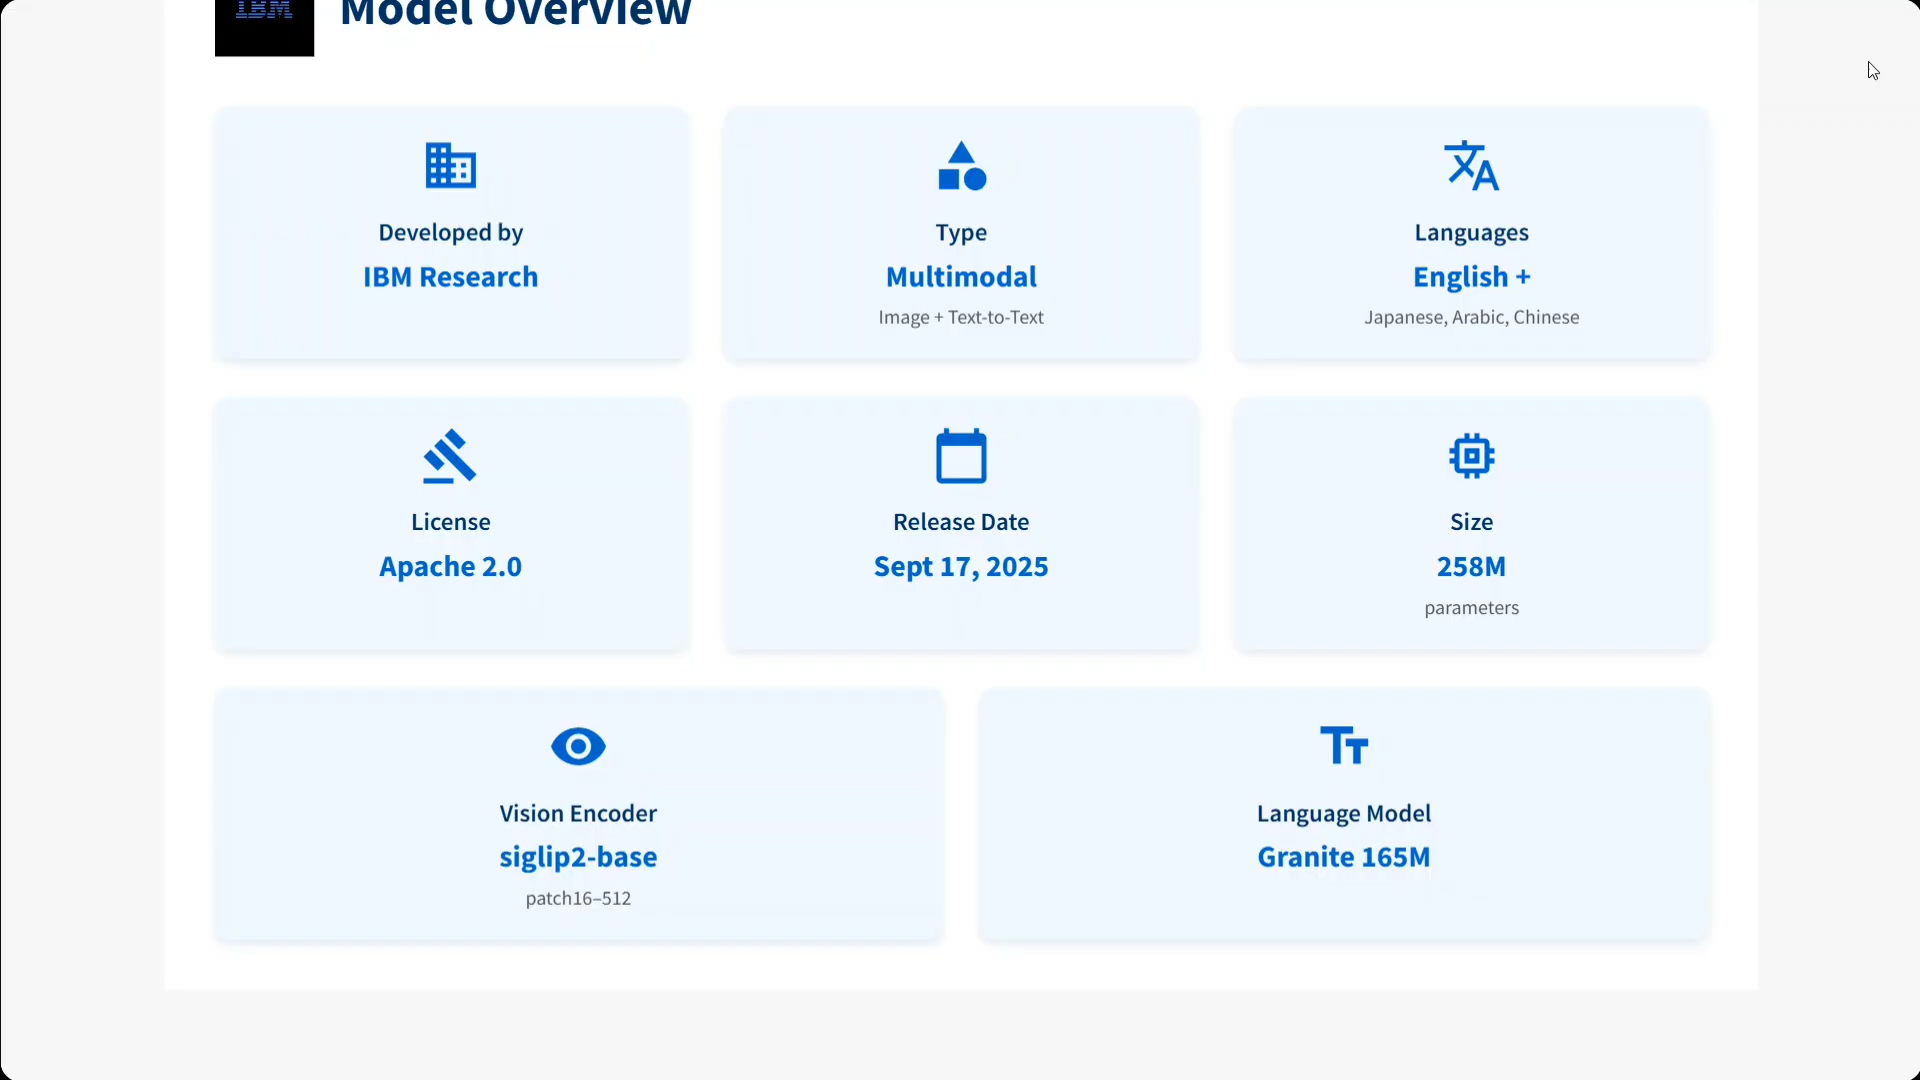 IBM
Model Overview
Developed by
IBM Research
Type
Multimodal
Image + Text-to-Text
Languages
English +
Japanese, Arabic, Chinese
License
Apache 2.0
Release Date
Sept 17, 2025
Size
258M
parameters
Vision Encoder
siglip2-base
patch16–512
Language Model
Granite 165M